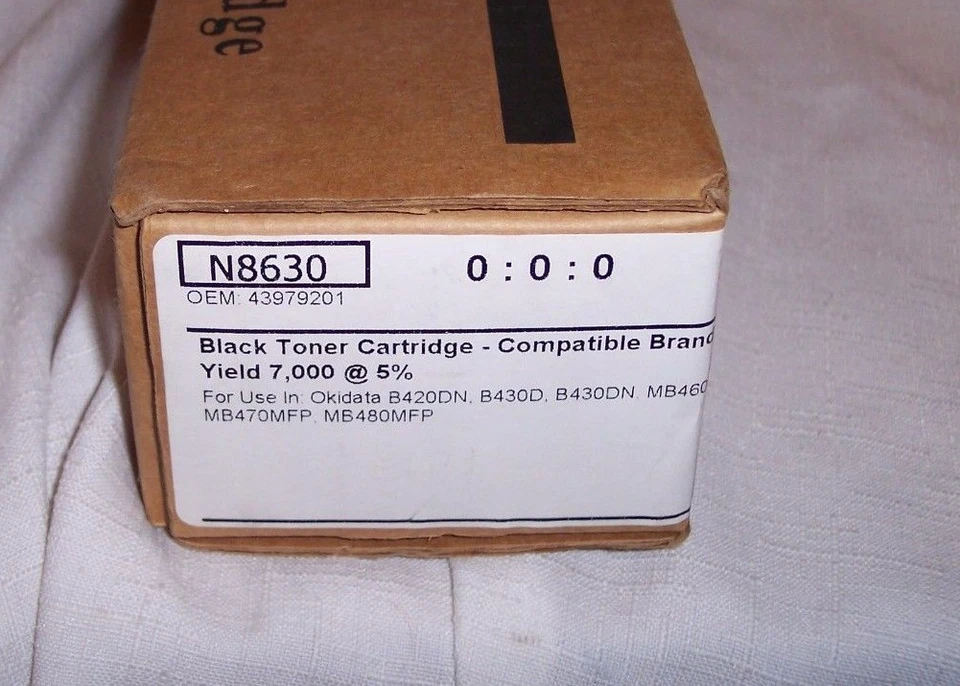 dge
N8630 0:0:0
OEM: 43979201
Black Toner Cartridge - Compatible Brand
Yield 7,000 @ 5%
For Use In: Okidata B420DN, B430D, B430DN. MB460
MB470MFP, MB480MFP